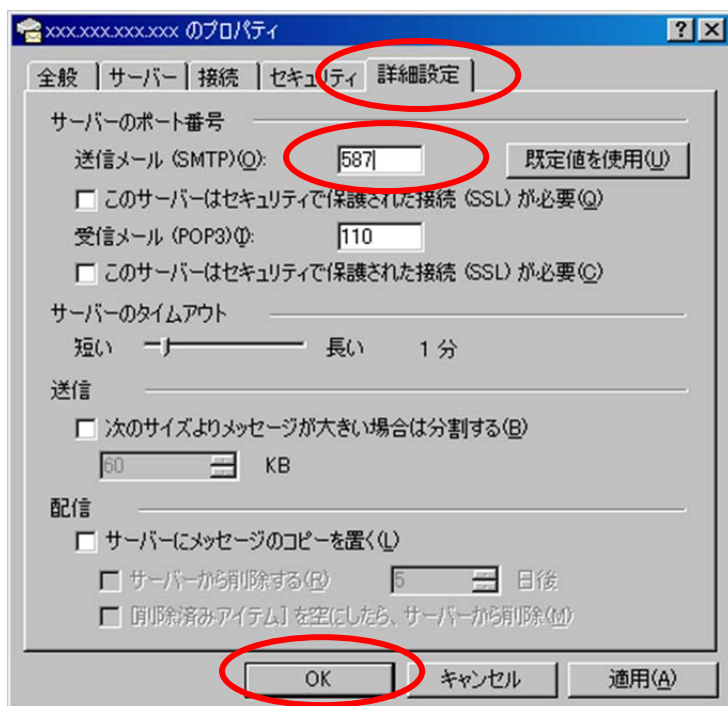 xxx.xxx.xxx.xxx のプロパティ
全般 サーバー 接続 セキュリティ 詳細設定
サーバーのポート番号
送信メール (SMTP)(O): 587 既定値を使用(U)
このサーバーはセキュリティで保護された接続 (SSL) が必要(Q)
受信メール (POP3)(I): 110
このサーバーはセキュリティで保護された接続 (SSL) が必要(C)
サーバーのタイムアウト
短い 長い 1 分
送信
次のサイズよりメッセージが大きい場合は分割する(B)
60 KB
配信
サーバーにメッセージのコピーを置く(L)
サーバーから削除する(R) 5 日後
[削除済みアイテム] を空にしたら、サーバーから削除(M)
OK キャンセル 適用(A)